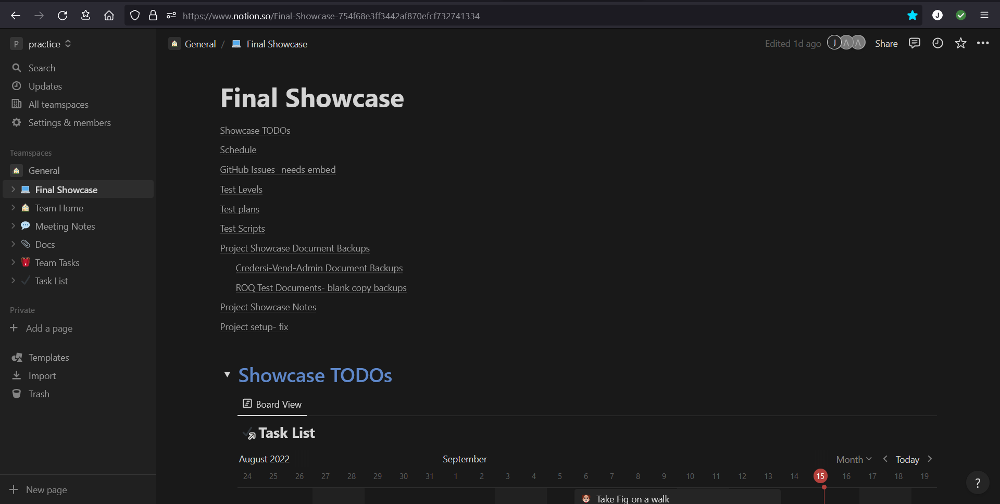 https://www.notion.so/Final-Showcase-754f68e3ff3442af870efcf732741334
J
P practice
General / Final Showcase
Edited 1d ago J A A Share
Search
Updates
All teamspaces
Settings & members
Teamspaces
General
Final Showcase
Team Home
Meeting Notes
Docs
Team Tasks
Task List
Private
Add a page
Templates
Import
Trash
New page
Final Showcase
Showcase TODOs
Schedule
GitHub Issues- needs embed
Test Levels
Test plans
Test Scripts
Project Showcase Document Backups
Credersi-Vend-Admin Document Backups
ROQ Test Documents- blank copy backups
Project Showcase Notes
Project setup- fix
Showcase TODOs
Board View
Task List
August 2022 September Month Today
24 25 26 27 28 29 30 31 1 2 3 4 5 6 7 8 9 10 11 12 13 14 15 16 17 18 19
Take Fig on a walk
?